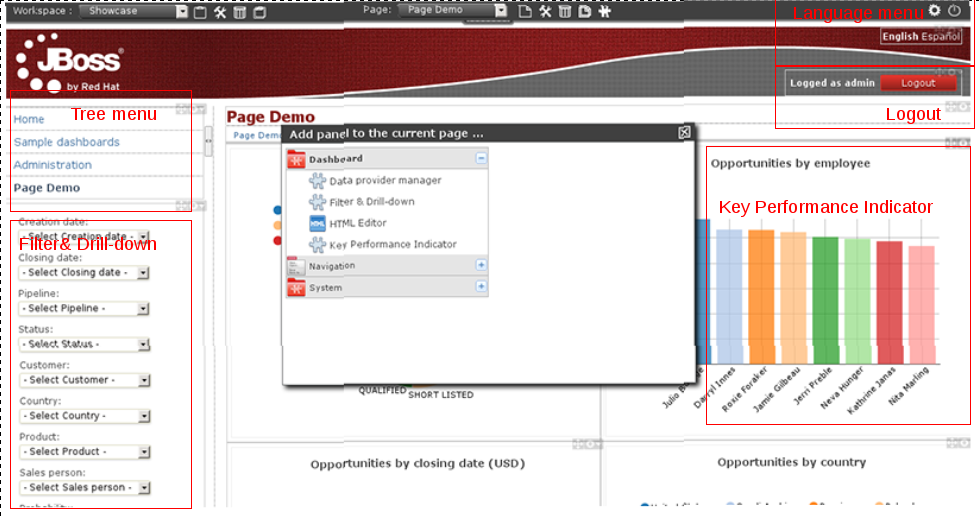 Workspace : Showcase
Page: Page Demo
Language menu
English Español
JBoss
by Red Hat
Logged as admin Logout
Logout
Tree menu
Home
Sample dashboards
Administration
Page Demo
Page Demo
Page Demo
Add panel to the current page ...
Dashboard
Data provider manager
Filter & Drill-down
HTML
HTML Editor
Key Performance Indicator
Navigation
System
Opportunities by employee
Key Performance Indicator
Darryl Innes
Roxie Foraker
Jamie Gilbeau
Jerri Preble
Neva Hunger
Kathrine Janas
Nita Marling
Creation date:
- Select Creation date -
Filter& Drill-down
Closing date:
- Select Closing date -
Pipeline:
- Select Pipeline -
Status:
- Select Status -
Customer:
- Select Customer -
Country:
- Select Country -
Product:
- Select Product -
Sales person:
- Select Sales person -
QUALIFIED
SHORT LISTED
Opportunities by closing date (USD)
Opportunities by country